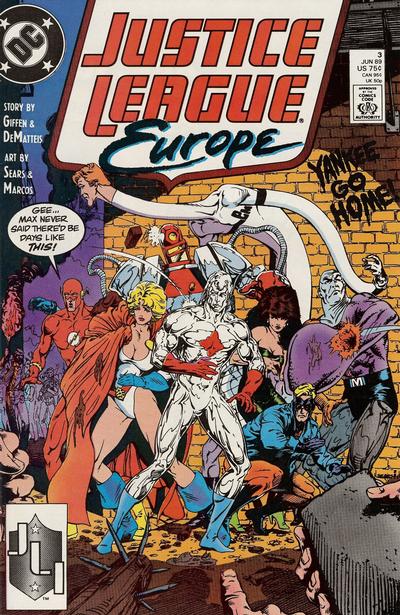 DC
JUSTICE
LEAGUE
Europe
®
3
JUN 89
US 75¢
CAN 95¢
UK 50p
APPROVED
BY THE
COMICS
CODE
CA
AUTHORITY
STORY BY
GIFFEN &
DEMATTEIS
ART BY
SEARS &
MARCOS
YANKEE
GO
HOME!
GEE...
MAX NEVER
SAID THERE'D BE
DAYS LIKE
THIS!
M
JLI
TM